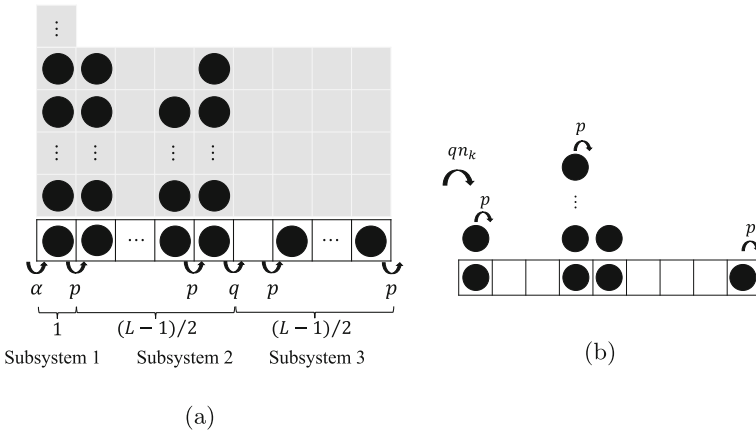 ⋮
⋮ ⋮ ⋮ ⋮
⋯ ⋯
α p p q p p
1 (L − 1)/2 (L − 1)/2
Subsystem 1 Subsystem 2 Subsystem 3
(a)
p
qn_k
p
⋯
p
(b)